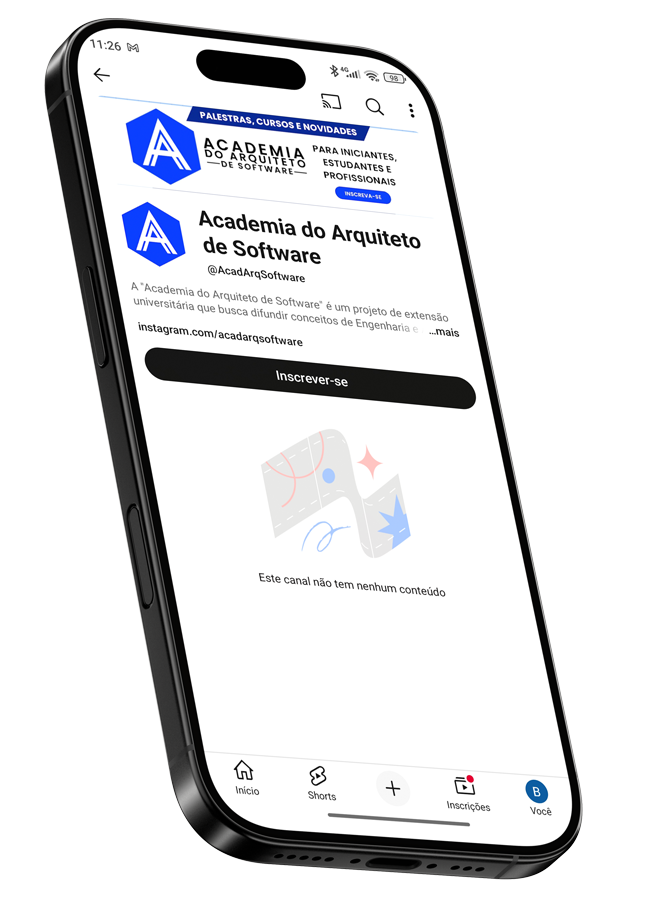 11:26
4G
98
PALESTRAS, CURSOS E NOVIDADES
ACADEMIA
DO ARQUITETO
DE SOFTWARE
PARA INICIANTES,
ESTUDANTES E
PROFISSIONAIS
INSCREVA-SE
Academia do Arquiteto
de Software
@AcadArqSoftware
A "Academia do Arquiteto de Software" é um projeto de extensão
universitária que busca difundir conceitos de Engenharia e ...mais
instagram.com/acadarqsoftware
Inscrever-se
Este canal não tem nenhum conteúdo
Início
Shorts
Inscrições
B
Você